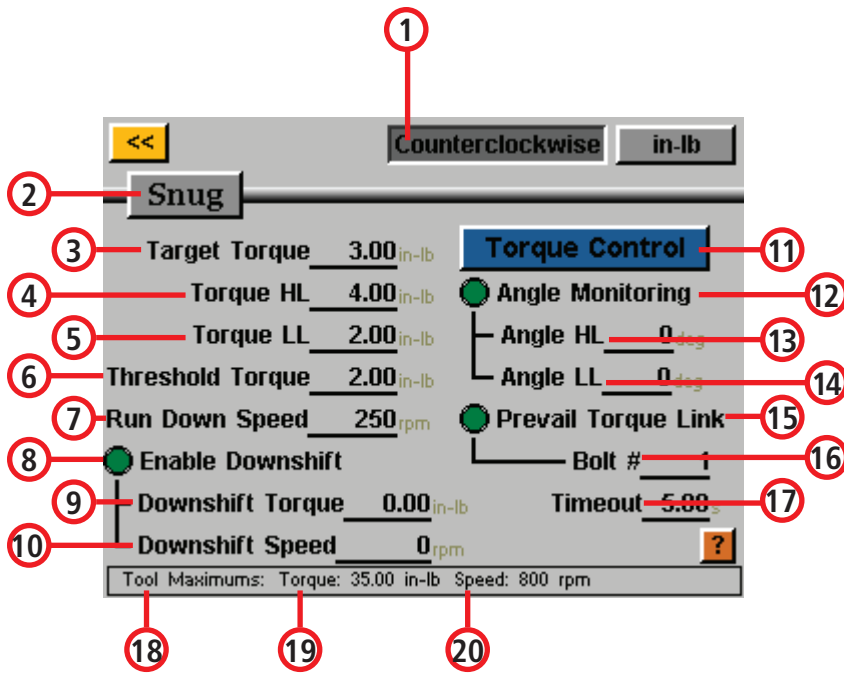 1
<< Counterclockwise in-lb
2 Snug
3 Target Torque 3.00 in-lb
Torque Control 11
4 Torque HL 4.00 in-lb
Angle Monitoring 12
5 Torque LL 2.00 in-lb
Angle HL 0 deg 13
6 Threshold Torque 2.00 in-lb
Angle LL 0 deg 14
7 Run Down Speed 250 rpm
Prevail Torque Link 15
8 Enable Downshift
Bolt # 1 16
9 Downshift Torque 0.00 in-lb
Timeout 5.00 s 17
10 Downshift Speed 0 rpm
?
Tool Maximums: Torque: 35.00 in-lb Speed: 800 rpm
18 19 20